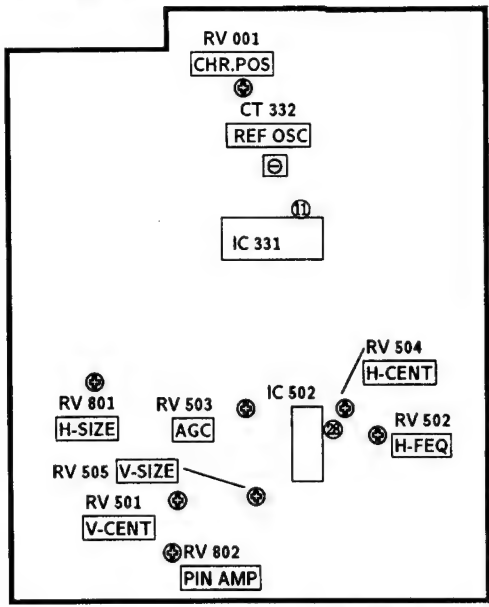 RV 001
CHR.POS
CT 332
REF OSC
11
IC 331
RV 504
H-CENT
IC 502
RV 801
H-SIZE
RV 503
AGC
28
RV 502
H-FEQ
RV 505 V-SIZE
RV 501
V-CENT
RV 802
PIN AMP